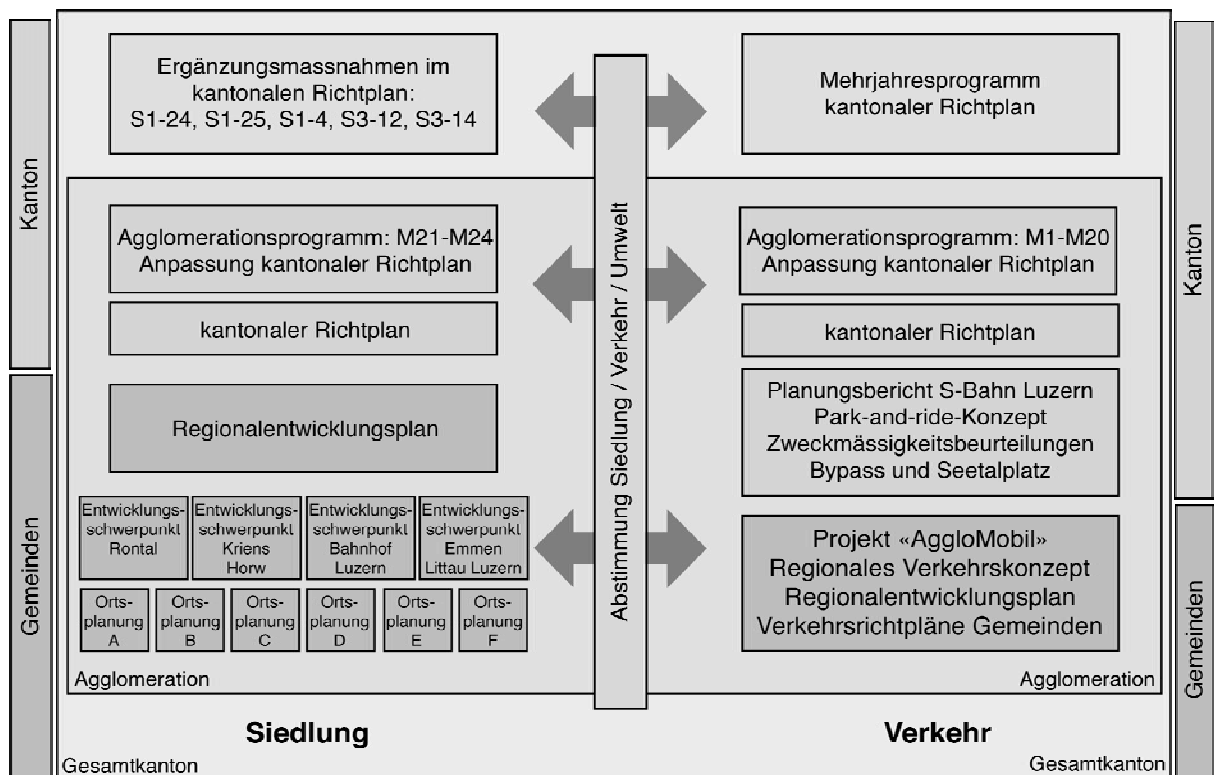 Kanton
Gemeinden
Ergänzungsmassnahmen im
kantonalen Richtplan:
S1-24, S1-25, S1-4, S3-12, S3-14
Agglomerationsprogramm: M21-M24
Anpassung kantonaler Richtplan
kantonaler Richtplan
Regionalentwicklungsplan
Entwicklungs-
schwerpunkt
Rontal
Entwicklungs-
schwerpunkt
Kriens
Horw
Entwicklungs-
schwerpunkt
Bahnhof
Luzern
Entwicklungs-
schwerpunkt
Emmen
Littau Luzern
Orts-
planung
A
Orts-
planung
B
Orts-
planung
C
Orts-
planung
D
Orts-
planung
E
Orts-
planung
F
Agglomeration
Siedlung
Gesamtkanton
Abstimmung Siedlung / Verkehr / Umwelt
Mehrjahresprogramm
kantonaler Richtplan
Agglomerationsprogramm: M1-M20
Anpassung kantonaler Richtplan
kantonaler Richtplan
Planungsbericht S-Bahn Luzern
Park-and-ride-Konzept
Zweckmässigkeitsbeurteilungen
Bypass und Seetalplatz
Projekt «AggloMobil»
Regionales Verkehrskonzept
Regionalentwicklungsplan
Verkehrsrichtpläne Gemeinden
Agglomeration
Verkehr
Gesamtkanton
Kanton
Gemeinden